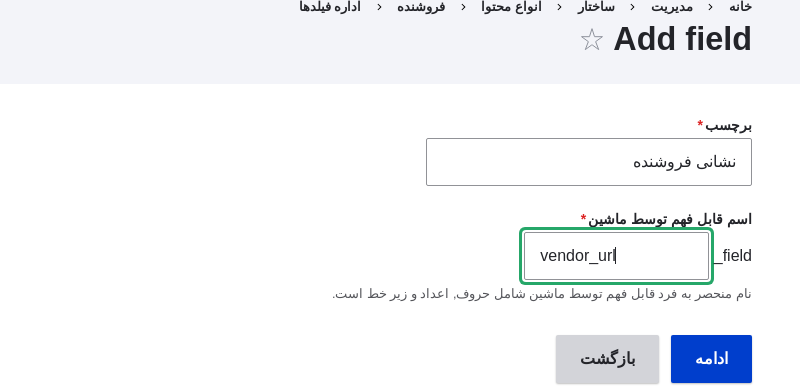 خانه › مدیریت › ساختار › انواع محتوا › فروشنده › اداره فیلدها
Add field ☆
برچسب *
نشانی فروشنده
اسم قابل فهم توسط ماشین *
field_ vendor_url
نام منحصر به فرد قابل فهم توسط ماشین شامل حروف, اعداد و زیر خط است.
ادامه بازگشت